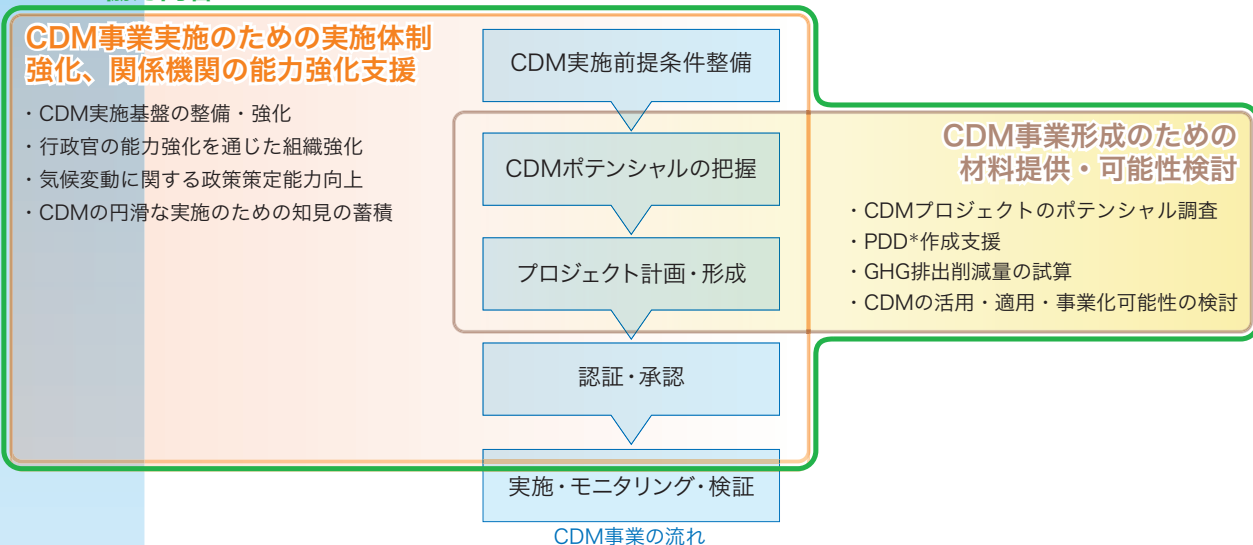 CDM事業実施のための実施体制
強化、関係機関の能力強化支援
・CDM実施基盤の整備・強化
・行政官の能力強化を通じた組織強化
・気候変動に関する政策策定能力向上
・CDMの円滑な実施のための知見の蓄積
CDM実施前提条件整備
CDMポテンシャルの把握
プロジェクト計画・形成
認証・承認
実施・モニタリング・検証
CDM事業の流れ
CDM事業形成のための
材料提供・可能性検討
・CDMプロジェクトのポテンシャル調査
・PDD*作成支援
・GHG排出削減量の試算
・CDMの活用・適用・事業化可能性の検討